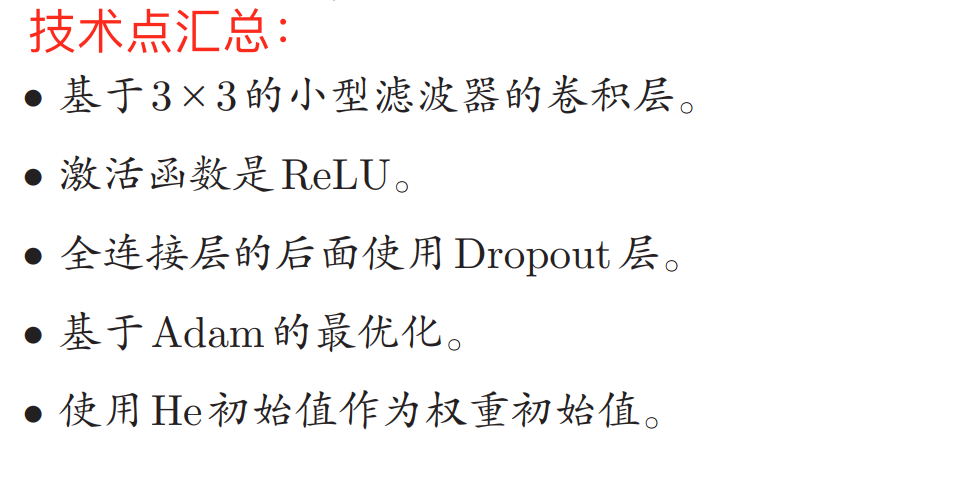 技术点汇总：
● 基于3×3的小型滤波器的卷积层。
● 激活函数是ReLU。
● 全连接层的后面使用Dropout层。
● 基于Adam的最优化。
● 使用He初始值作为权重初始值。